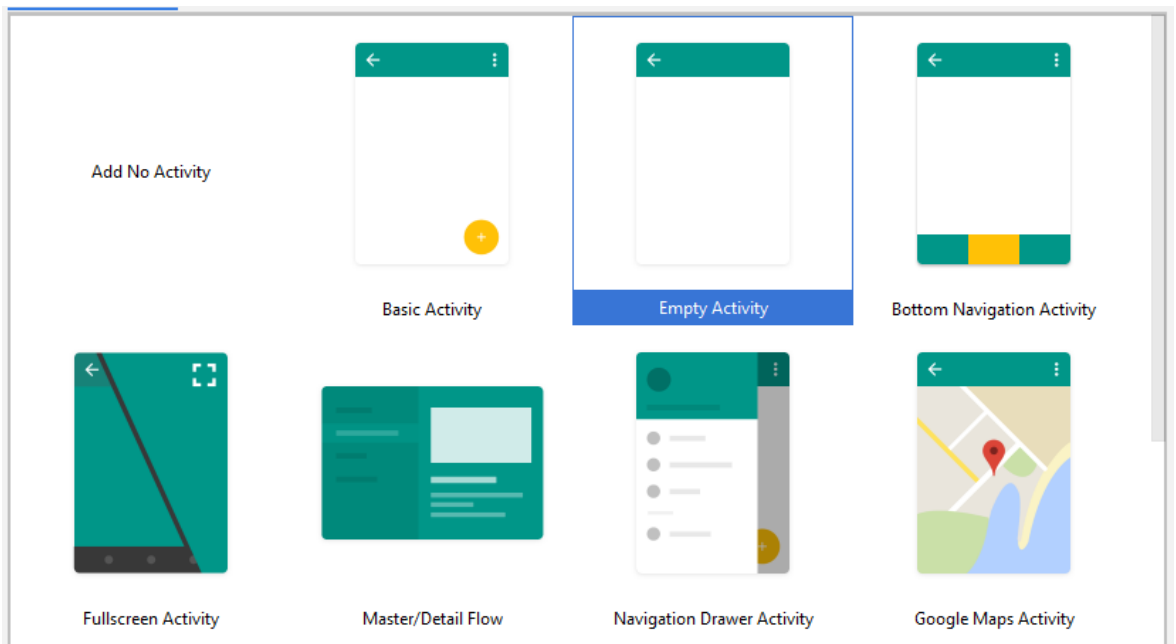 Add No Activity
Basic Activity
Empty Activity
Bottom Navigation Activity
Fullscreen Activity
Master/Detail Flow
Navigation Drawer Activity
Google Maps Activity